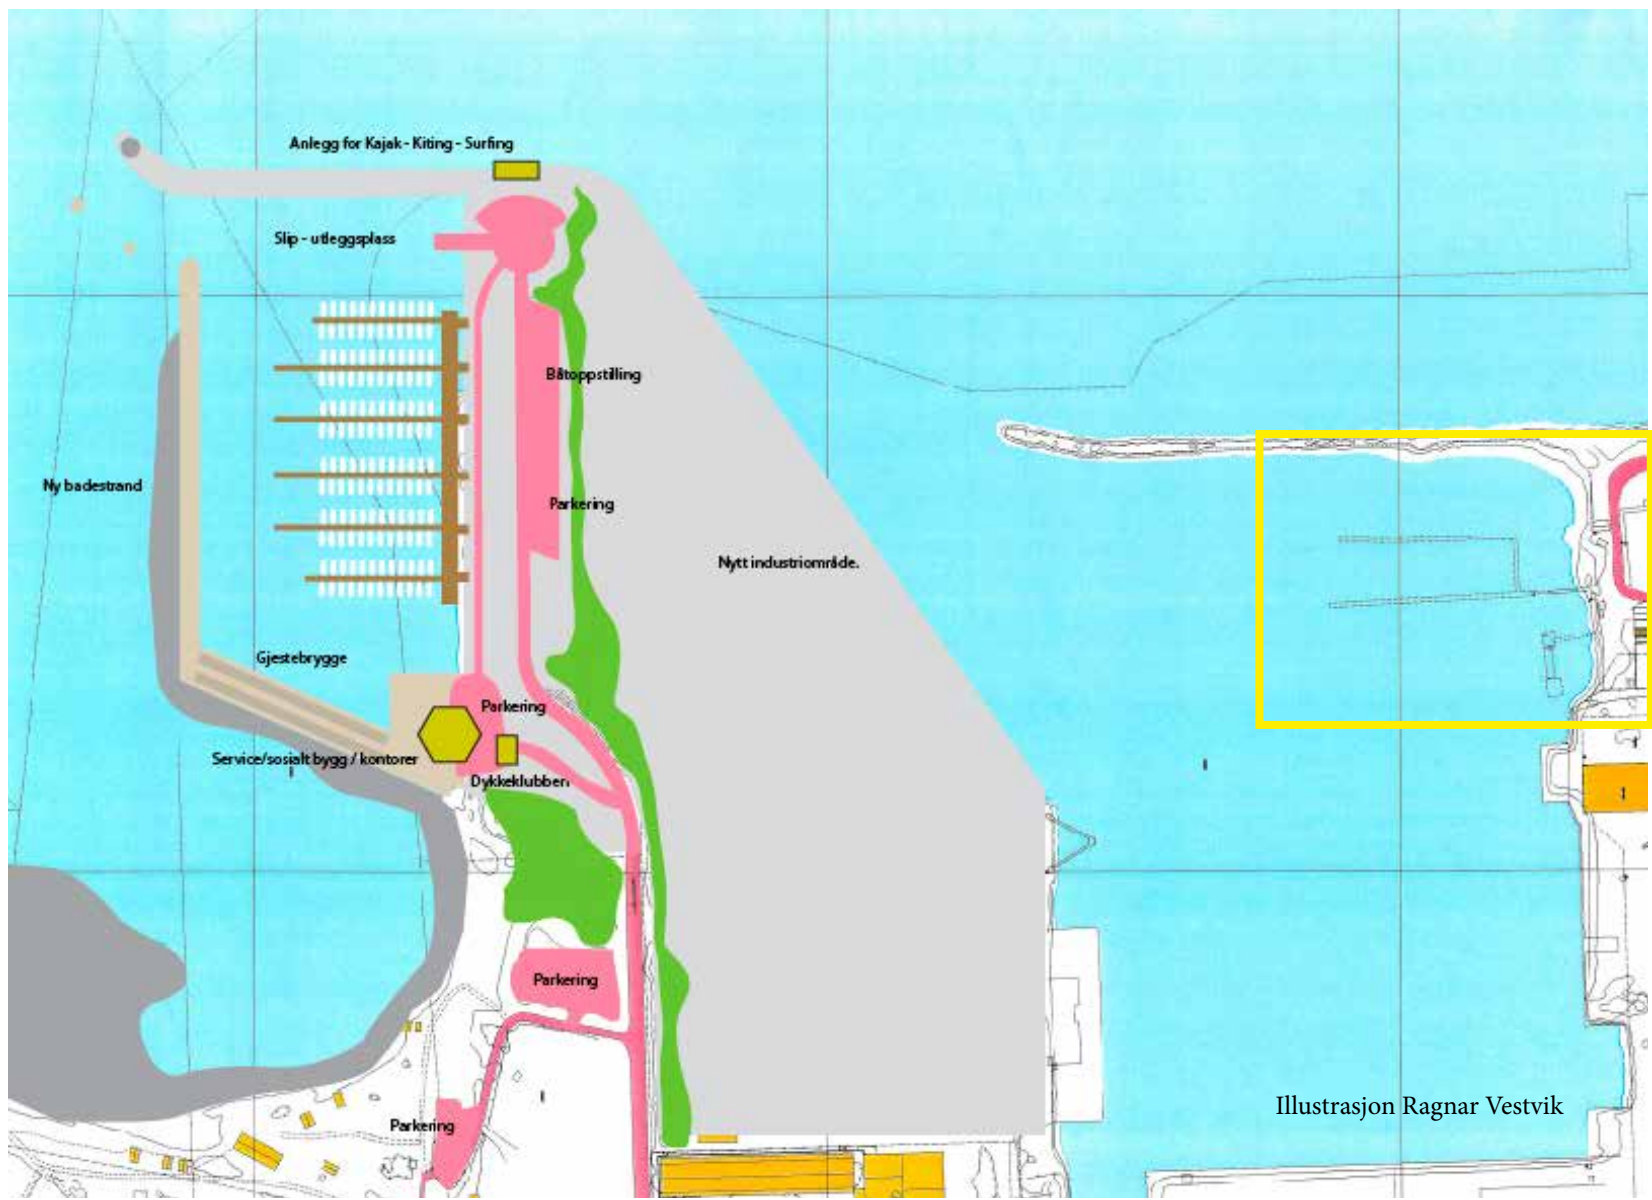 Anlegg for Kajak - Kiting - Surfing
Slip - utleggsplass
Båtoppstilling
Ny badestrand
Parkering
Nytt industriområde.
Gjestebrygge
Parkering
Service/sosialt bygg / kontorer
Dykkeklubben
Parkering
Illustrasjon Ragnar Vestvik
Parkering